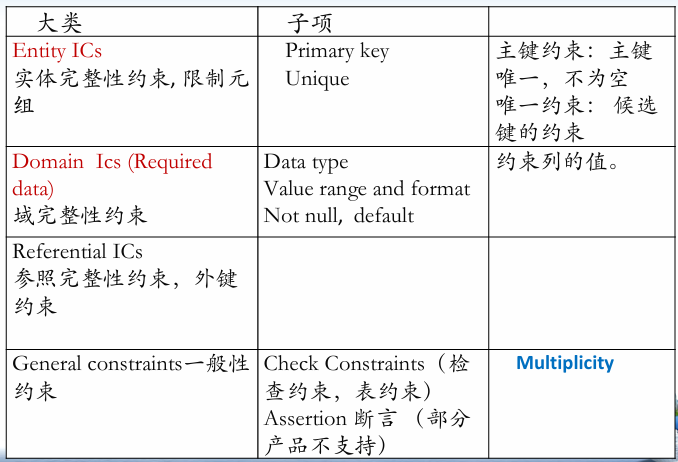 大类
子项
Entity ICs
实体完整性约束, 限制元
组
Primary key
Unique
主键约束： 主键
唯一，不为空
唯一约束： 候选
键的约束
Domain Ics (Required
data)
域完整性约束
Data type
Value range and format
Not null, default
约束列的值。
Referential ICs
参照完整性约束，外键
约束
General constraints一般性
约束
Check Constraints（检
查约束，表约束）
Assertion 断言 （部分
产品不支持）
Multiplicity